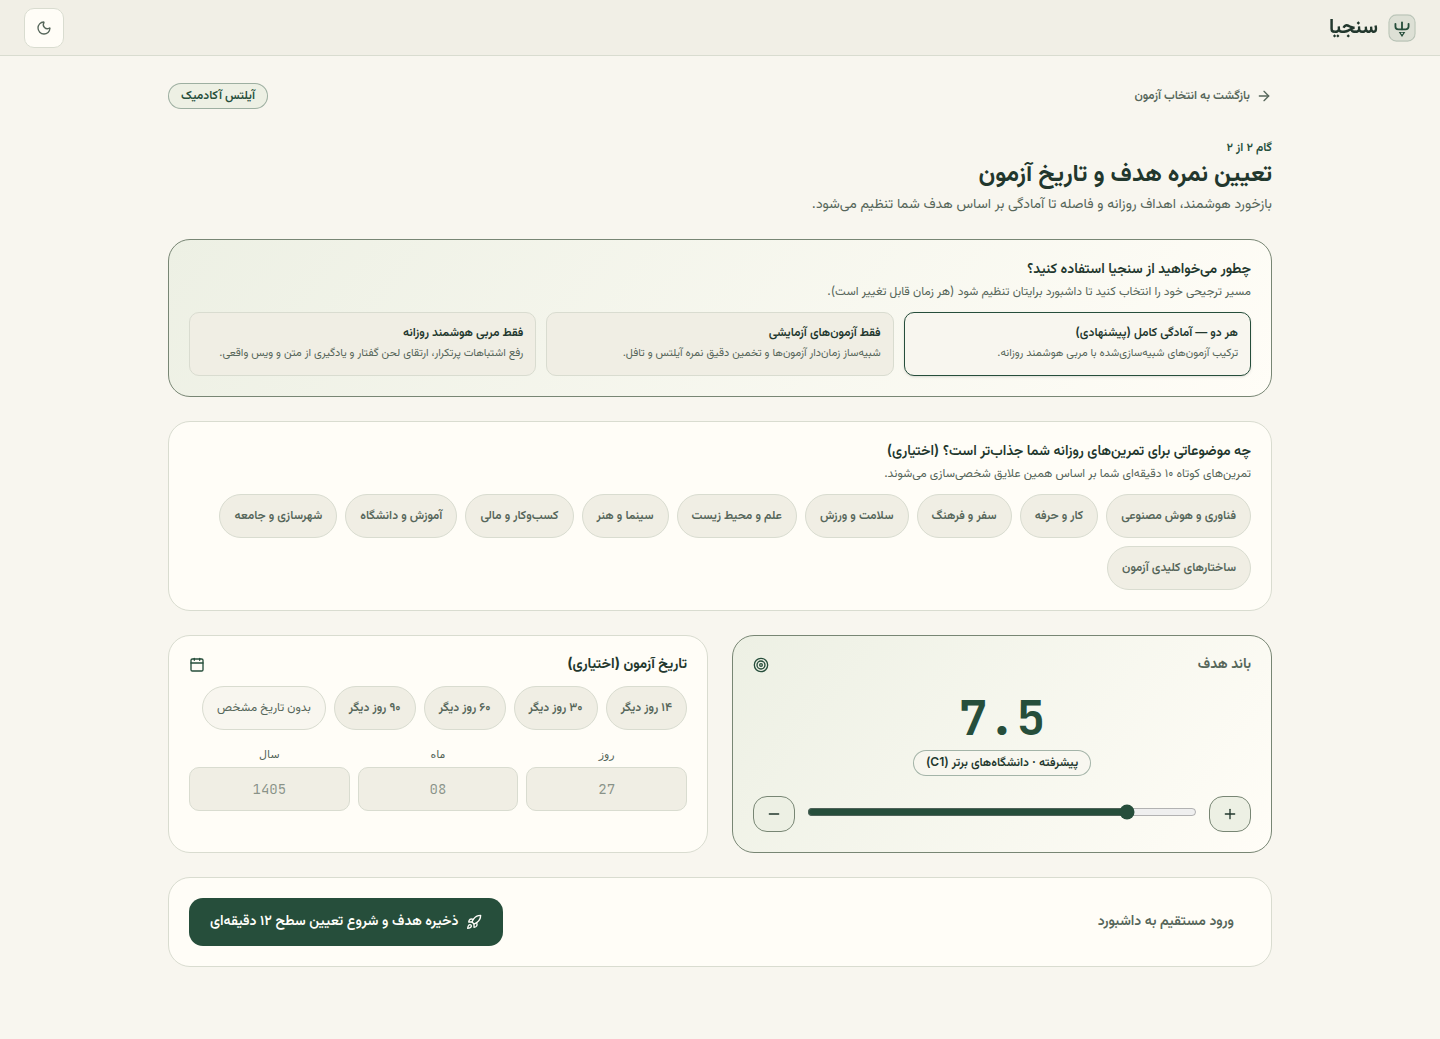 سنجیا
بازگشت به انتخاب آزمون
آیلتس آکادمیک
گام ۲ از ۲
تعیین نمره هدف و تاریخ آزمون
بازخورد هوشمند، اهداف روزانه و فاصله تا آمادگی بر اساس هدف شما تنظیم می‌شود.
چطور می‌خواهید از سنجیا استفاده کنید؟
مسیر ترجیحی خود را انتخاب کنید تا داشبورد برایتان تنظیم شود (هر زمان قابل تغییر است).
هر دو — آمادگی کامل (پیشنهادی)
ترکیب آزمون‌های شبیه‌سازی‌شده با مربی هوشمند روزانه.
فقط آزمون‌های آزمایشی
شبیه‌ساز زمان‌دار آزمون‌ها و تخمین دقیق نمره آیلتس و تافل.
فقط مربی هوشمند روزانه
رفع اشتباهات پرتکرار، ارتقای لحن گفتار و یادگیری از متن و ویس واقعی.
چه موضوعاتی برای تمرین‌های روزانه شما جذاب‌تر است؟ (اختیاری)
تمرین‌های کوتاه ۱۰ دقیقه‌ای شما بر اساس همین علایق شخصی‌سازی می‌شوند.
فناوری و هوش مصنوعی
کار و حرفه
سفر و فرهنگ
سلامت و ورزش
علم و محیط زیست
سینما و هنر
کسب‌وکار و مالی
آموزش و دانشگاه
شهرسازی و جامعه
ساختارهای کلیدی آزمون
باند هدف
7.5
پیشرفته · دانشگاه‌های برتر (C1)
تاریخ آزمون (اختیاری)
۱۴ روز دیگر
۳۰ روز دیگر
۶۰ روز دیگر
۹۰ روز دیگر
بدون تاریخ مشخص
روز
ماه
سال
27
08
1405
ورود مستقیم به داشبورد
ذخیره هدف و شروع تعیین سطح ۱۲ دقیقه‌ای